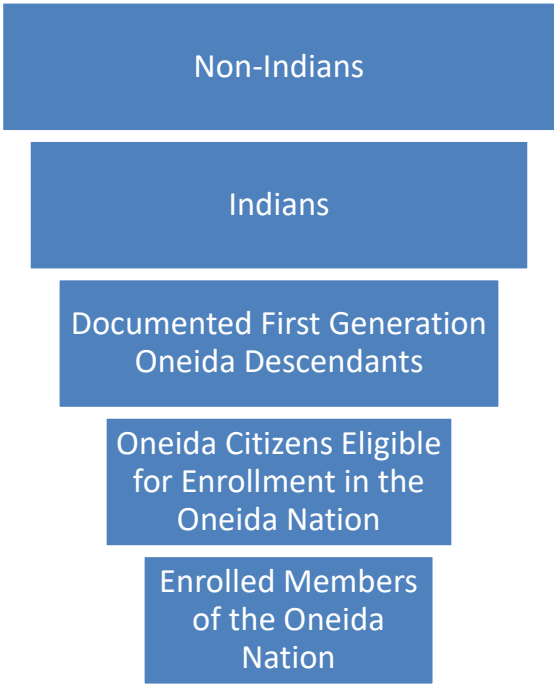 Non-Indians
Indians
Documented First Generation
Oneida Descendants
Oneida Citizens Eligible
for Enrollment in the
Oneida Nation
Enrolled Members
of the Oneida
Nation